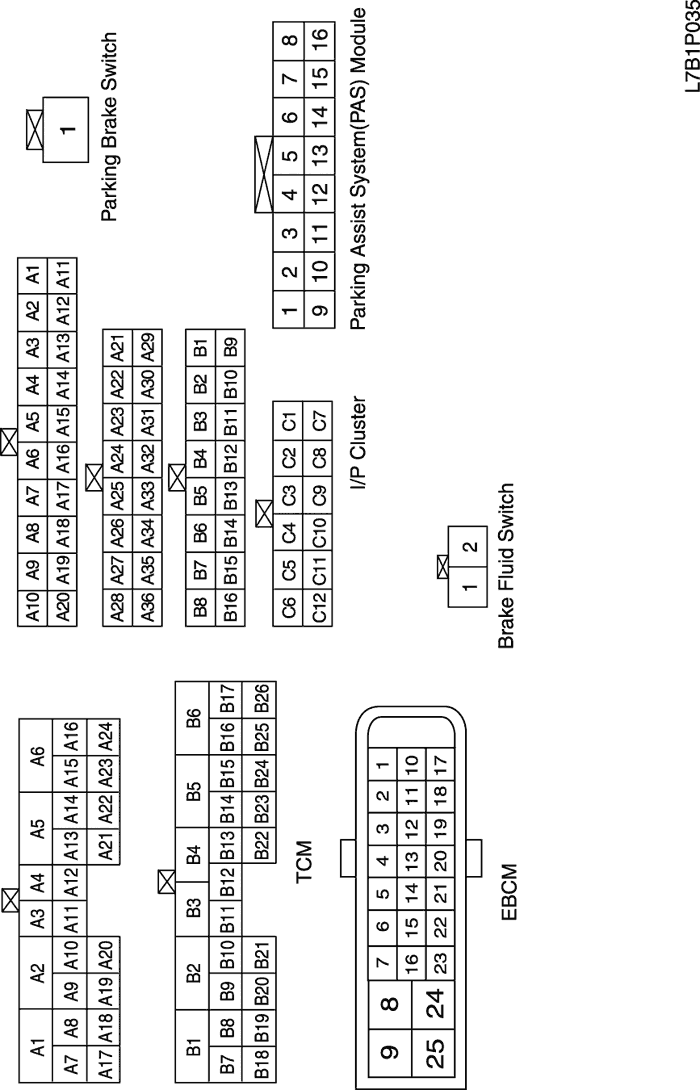 A1 A2 A3 A4 A5 A6
A7 A8 A9 A10 A11 A12 A13 A14 A15 A16
A17 A18 A19 A20 A21 A22 A23 A24
B1 B2 B3 B4 B5 B6
B7 B8 B9 B10 B11 B12 B13 B14 B15 B16 B17
B18 B19 B20 B21 B22 B23 B24 B25 B26
TCM
9 8 7 6 5 4 3 2 1
16 15 14 13 12 11 10
25 24 23 22 21 20 19 18 17
EBCM
A10 A9 A8 A7 A6 A5 A4 A3 A2 A1
A20 A19 A18 A17 A16 A15 A14 A13 A12 A11
A28 A27 A26 A25 A24 A23 A22 A21
A36 A35 A34 A33 A32 A31 A30 A29
B8 B7 B6 B5 B4 B3 B2 B1
B16 B15 B14 B13 B12 B11 B10 B9
C6 C5 C4 C3 C2 C1
C12 C11 C10 C9 C8 C7
I/P Cluster
1 2
Brake Fluid Switch
1
Parking Brake Switch
1 2 3 4 5 6 7 8
9 10 11 12 13 14 15 16
Parking Assist System(PAS) Module
L7B1P035